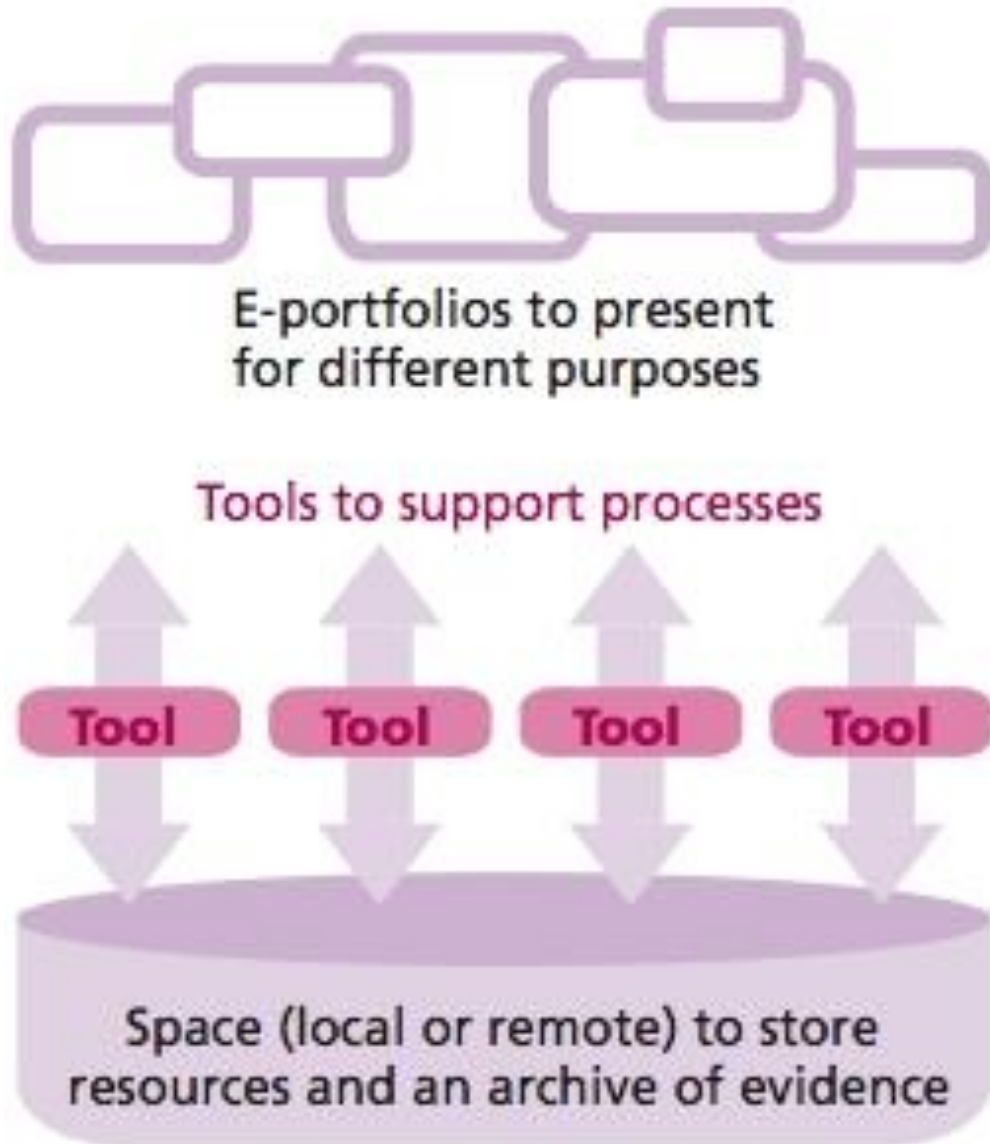 E-portfolios to present
for different purposes
Tools to support processes
Tool Tool Tool Tool
Space (local or remote) to store
resources and an archive of evidence